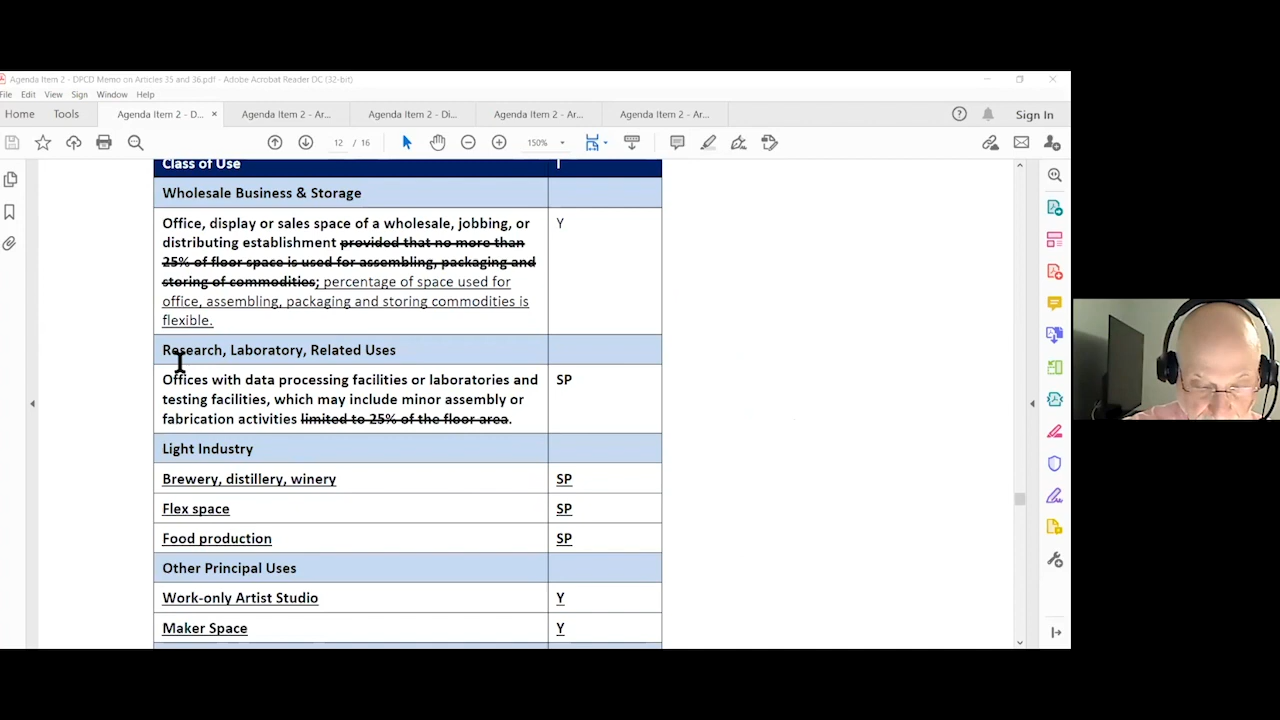 Agenda Item 2 - DPCD Memo on Articles 35 and 36.pdf - Adobe Acrobat Reader DC (32-bit)
File Edit View Sign Window Help
Home Tools Agenda Item 2 - D... × Agenda Item 2 - Ar... Agenda Item 2 - Di... Agenda Item 2 - Ar... Agenda Item 2 - Ar... Sign In
12 / 16 150%
Class of Use I
Wholesale Business & Storage
Office, display or sales space of a wholesale, jobbing, or Y
distributing establishment provided that no more than
25% of floor space is used for assembling, packaging and
storing of commodities; percentage of space used for
office, assembling, packaging and storing commodities is
flexible.
Research, Laboratory, Related Uses
Offices with data processing facilities or laboratories and SP
testing facilities, which may include minor assembly or
fabrication activities limited to 25% of the floor area.
Light Industry
Brewery, distillery, winery SP
Flex space SP
Food production SP
Other Principal Uses
Work-only Artist Studio Y
Maker Space Y